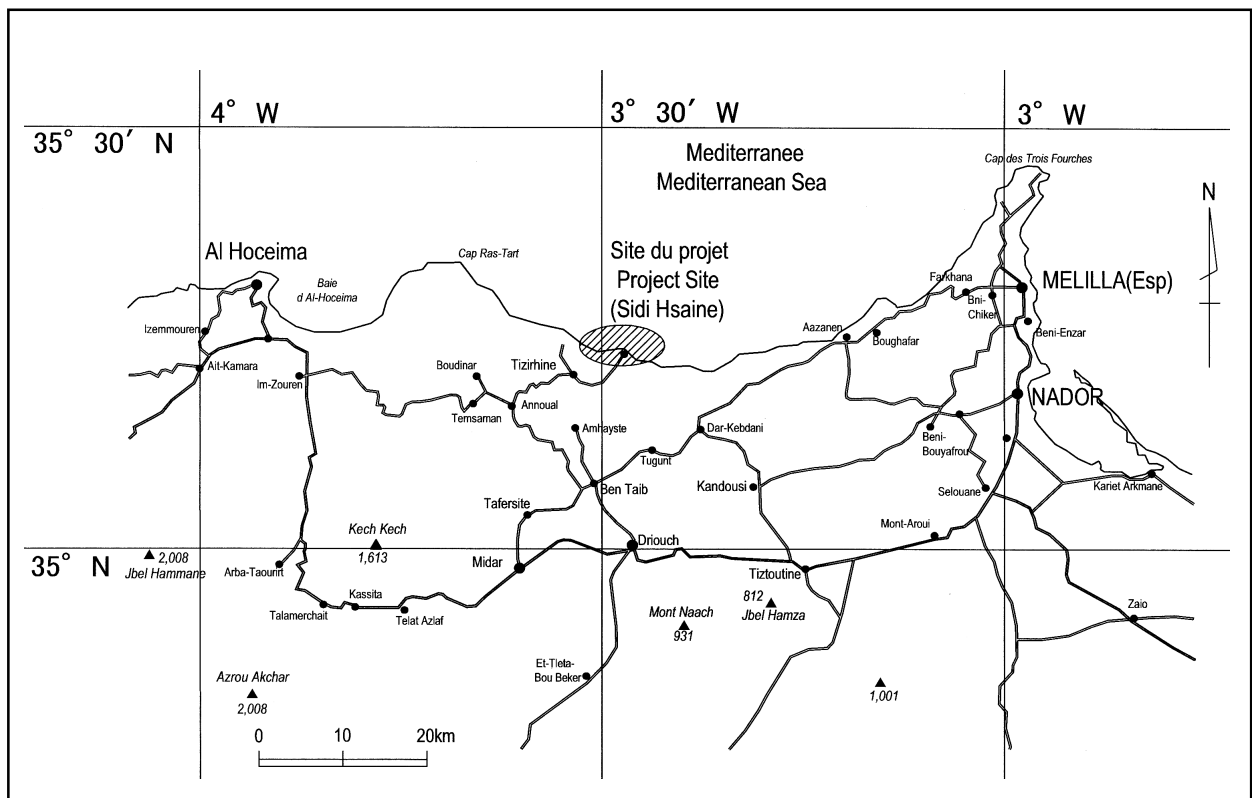 4° W
3° 30′ W
3° W
35° 30′ N
Mediterranee
Mediterranean Sea
Cap des Trois Fourches
N
Al Hoceima
Cap Ras-Tarf
Baie
d Al-Hoceima
Site du projet
Project Site
(Sidi Hsaine)
Farkhana
MELILLA(Esp)
Bni-
Chiker
Izemmouren
Aazanen
Boughafar
Beni-Enzar
Ait-Kamara
Im-Zouren
Boudinar
Tizirhine
Temsaman
Annoual
NADOR
Amhayste
Dar-Kebdani
Beni-
Bouyafrou
Tugunt
Ben Taib
Kandousi
Selouane
Kariet Arkmane
Tafersite
Kech Kech
1,613
Mont-Aroui
Driouch
2,008
Jbel Hammane
35° N
Arba-Taourirt
Midar
Tiztoutine
Kassita
Talamerchait
Telat Azlaf
812
Jbel Hamza
Mont Naach
931
Zaio
Et-Tleta-
Bou Beker
Azrou Akchar
2,008
1,001
0 10 20km